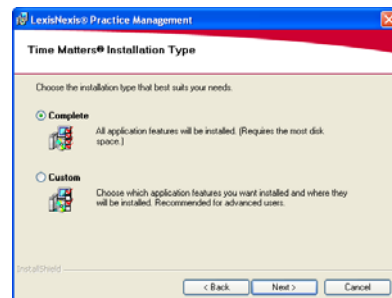 LexisNexis® Practice Management
Time Matters® Installation Type
Choose the installation type that best suits your needs.
Complete
All application features will be installed. (Requires the most disk
space.)
Custom
Choose which application features you want installed and where they
will be installed. Recommended for advanced users.
InstallShield
< Back Next > Cancel